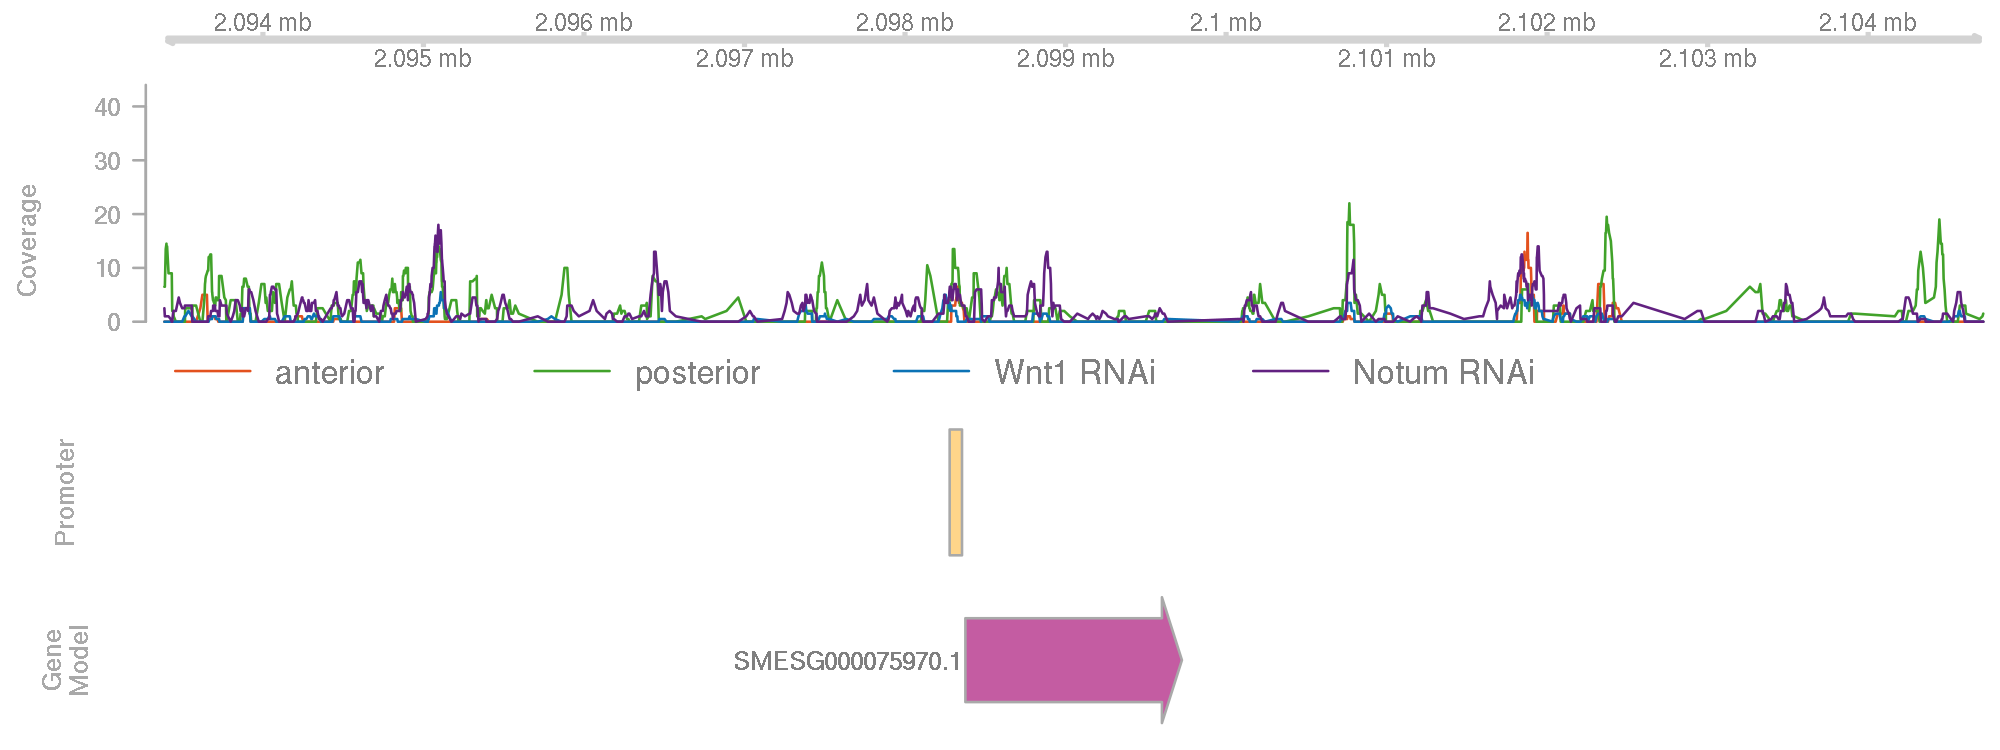 2.094 mb 2.096 mb 2.098 mb 2.1 mb 2.102 mb 2.104 mb
2.095 mb 2.097 mb 2.099 mb 2.101 mb 2.103 mb
Coverage
40
30
20
10
0
anterior posterior Wnt1 RNAi Notum RNAi
Promoter
Gene
Model
SMESG000075970.1